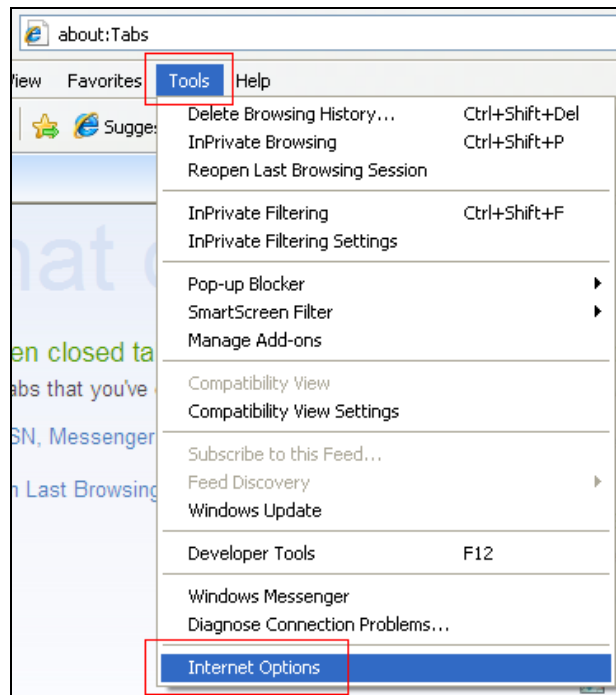 about:Tabs
View Favorites Tools Help
Sugge
hat
en closed ta
abs that you've
SN, Messenger
n Last Browsing
Delete Browsing History... Ctrl+Shift+Del
InPrivate Browsing Ctrl+Shift+P
Reopen Last Browsing Session
InPrivate Filtering Ctrl+Shift+F
InPrivate Filtering Settings
Pop-up Blocker
SmartScreen Filter
Manage Add-ons
Compatibility View
Compatibility View Settings
Subscribe to this Feed...
Feed Discovery
Windows Update
Developer Tools F12
Windows Messenger
Diagnose Connection Problems...
Internet Options